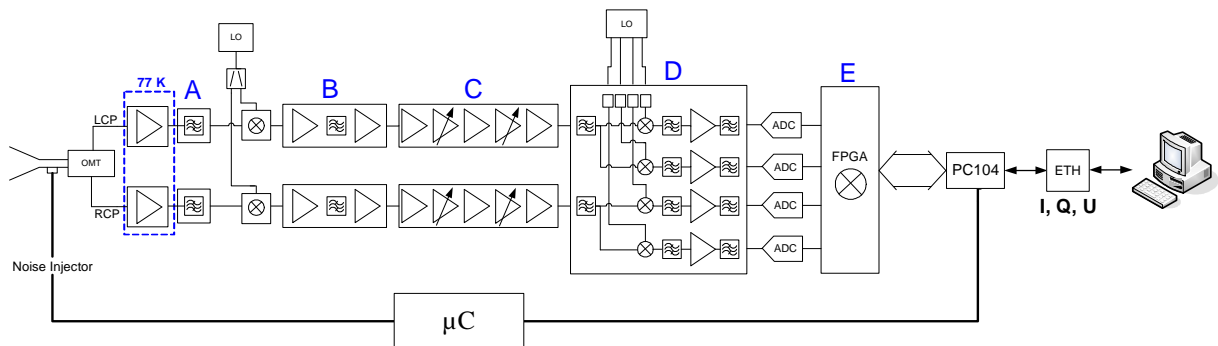 LO
LO
77 K
A
B
C
D
E
LCP
OMT
RCP
ADC
ADC
ADC
ADC
FPGA
PC104
ETH
I, Q, U
Noise Injector
µC